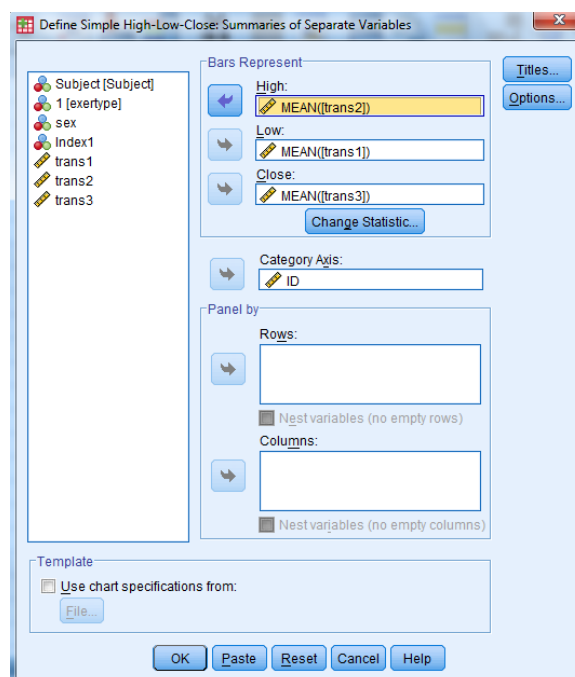 Define Simple High-Low-Close: Summaries of Separate Variables
Subject [Subject]
1 [exertype]
sex
Index1
trans1
trans2
trans3
Bars Represent
High:
MEAN([trans2])
Low:
MEAN([trans1])
Close:
MEAN([trans3])
Change Statistic...
Category Axis:
ID
Panel by
Rows:
Nest variables (no empty rows)
Columns:
Nest variables (no empty columns)
Titles...
Options...
Template
Use chart specifications from:
File...
OK
Paste
Reset
Cancel
Help